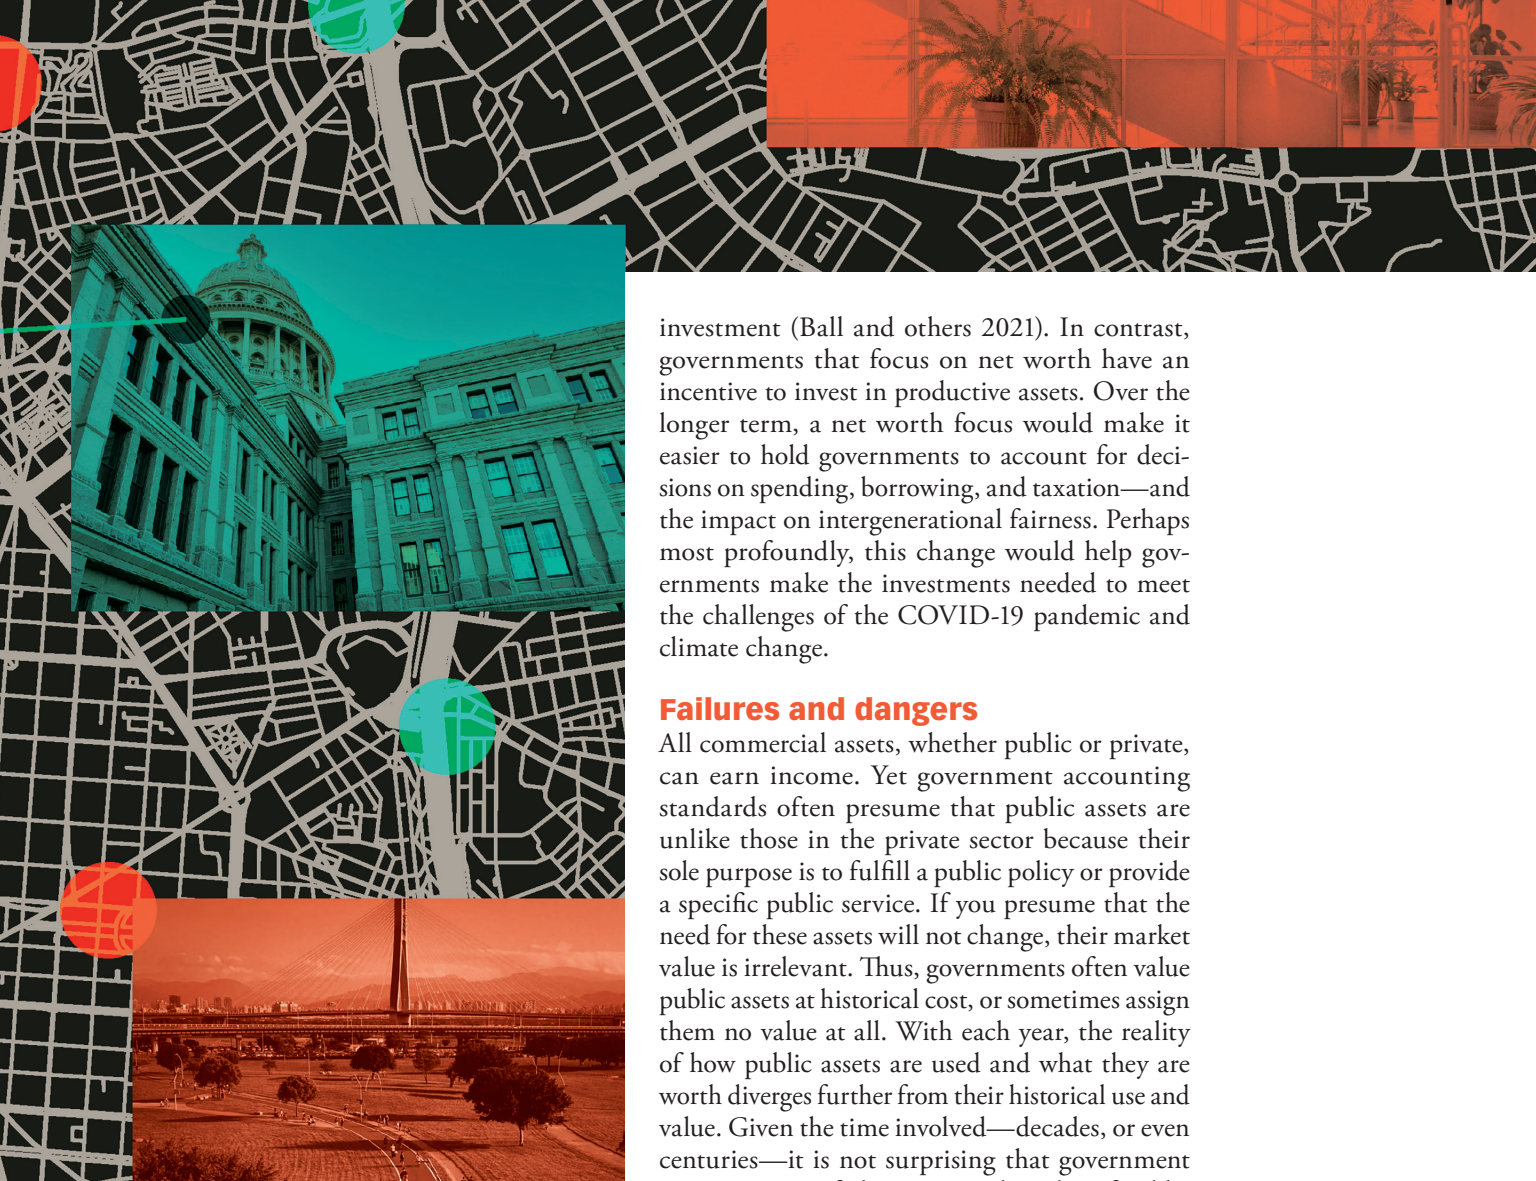 investment (Ball and others 2021). In contrast,
governments that focus on net worth have an
incentive to invest in productive assets. Over the
longer term, a net worth focus would make it
easier to hold governments to account for deci-
sions on spending, borrowing, and taxation—and
the impact on intergenerational fairness. Perhaps
most profoundly, this change would help gov-
ernments make the investments needed to meet
the challenges of the COVID-19 pandemic and
climate change.
Failures and dangers
All commercial assets, whether public or private,
can earn income. Yet government accounting
standards often presume that public assets are
unlike those in the private sector because their
sole purpose is to fulfill a public policy or provide
a specific public service. If you presume that the
need for these assets will not change, their market
value is irrelevant. Thus, governments often value
public assets at historical cost, or sometimes assign
them no value at all. With each year, the reality
of how public assets are used and what they are
worth diverges further from their historical use and
value. Given the time involved—decades, or even
centuries—it is not surprising that government